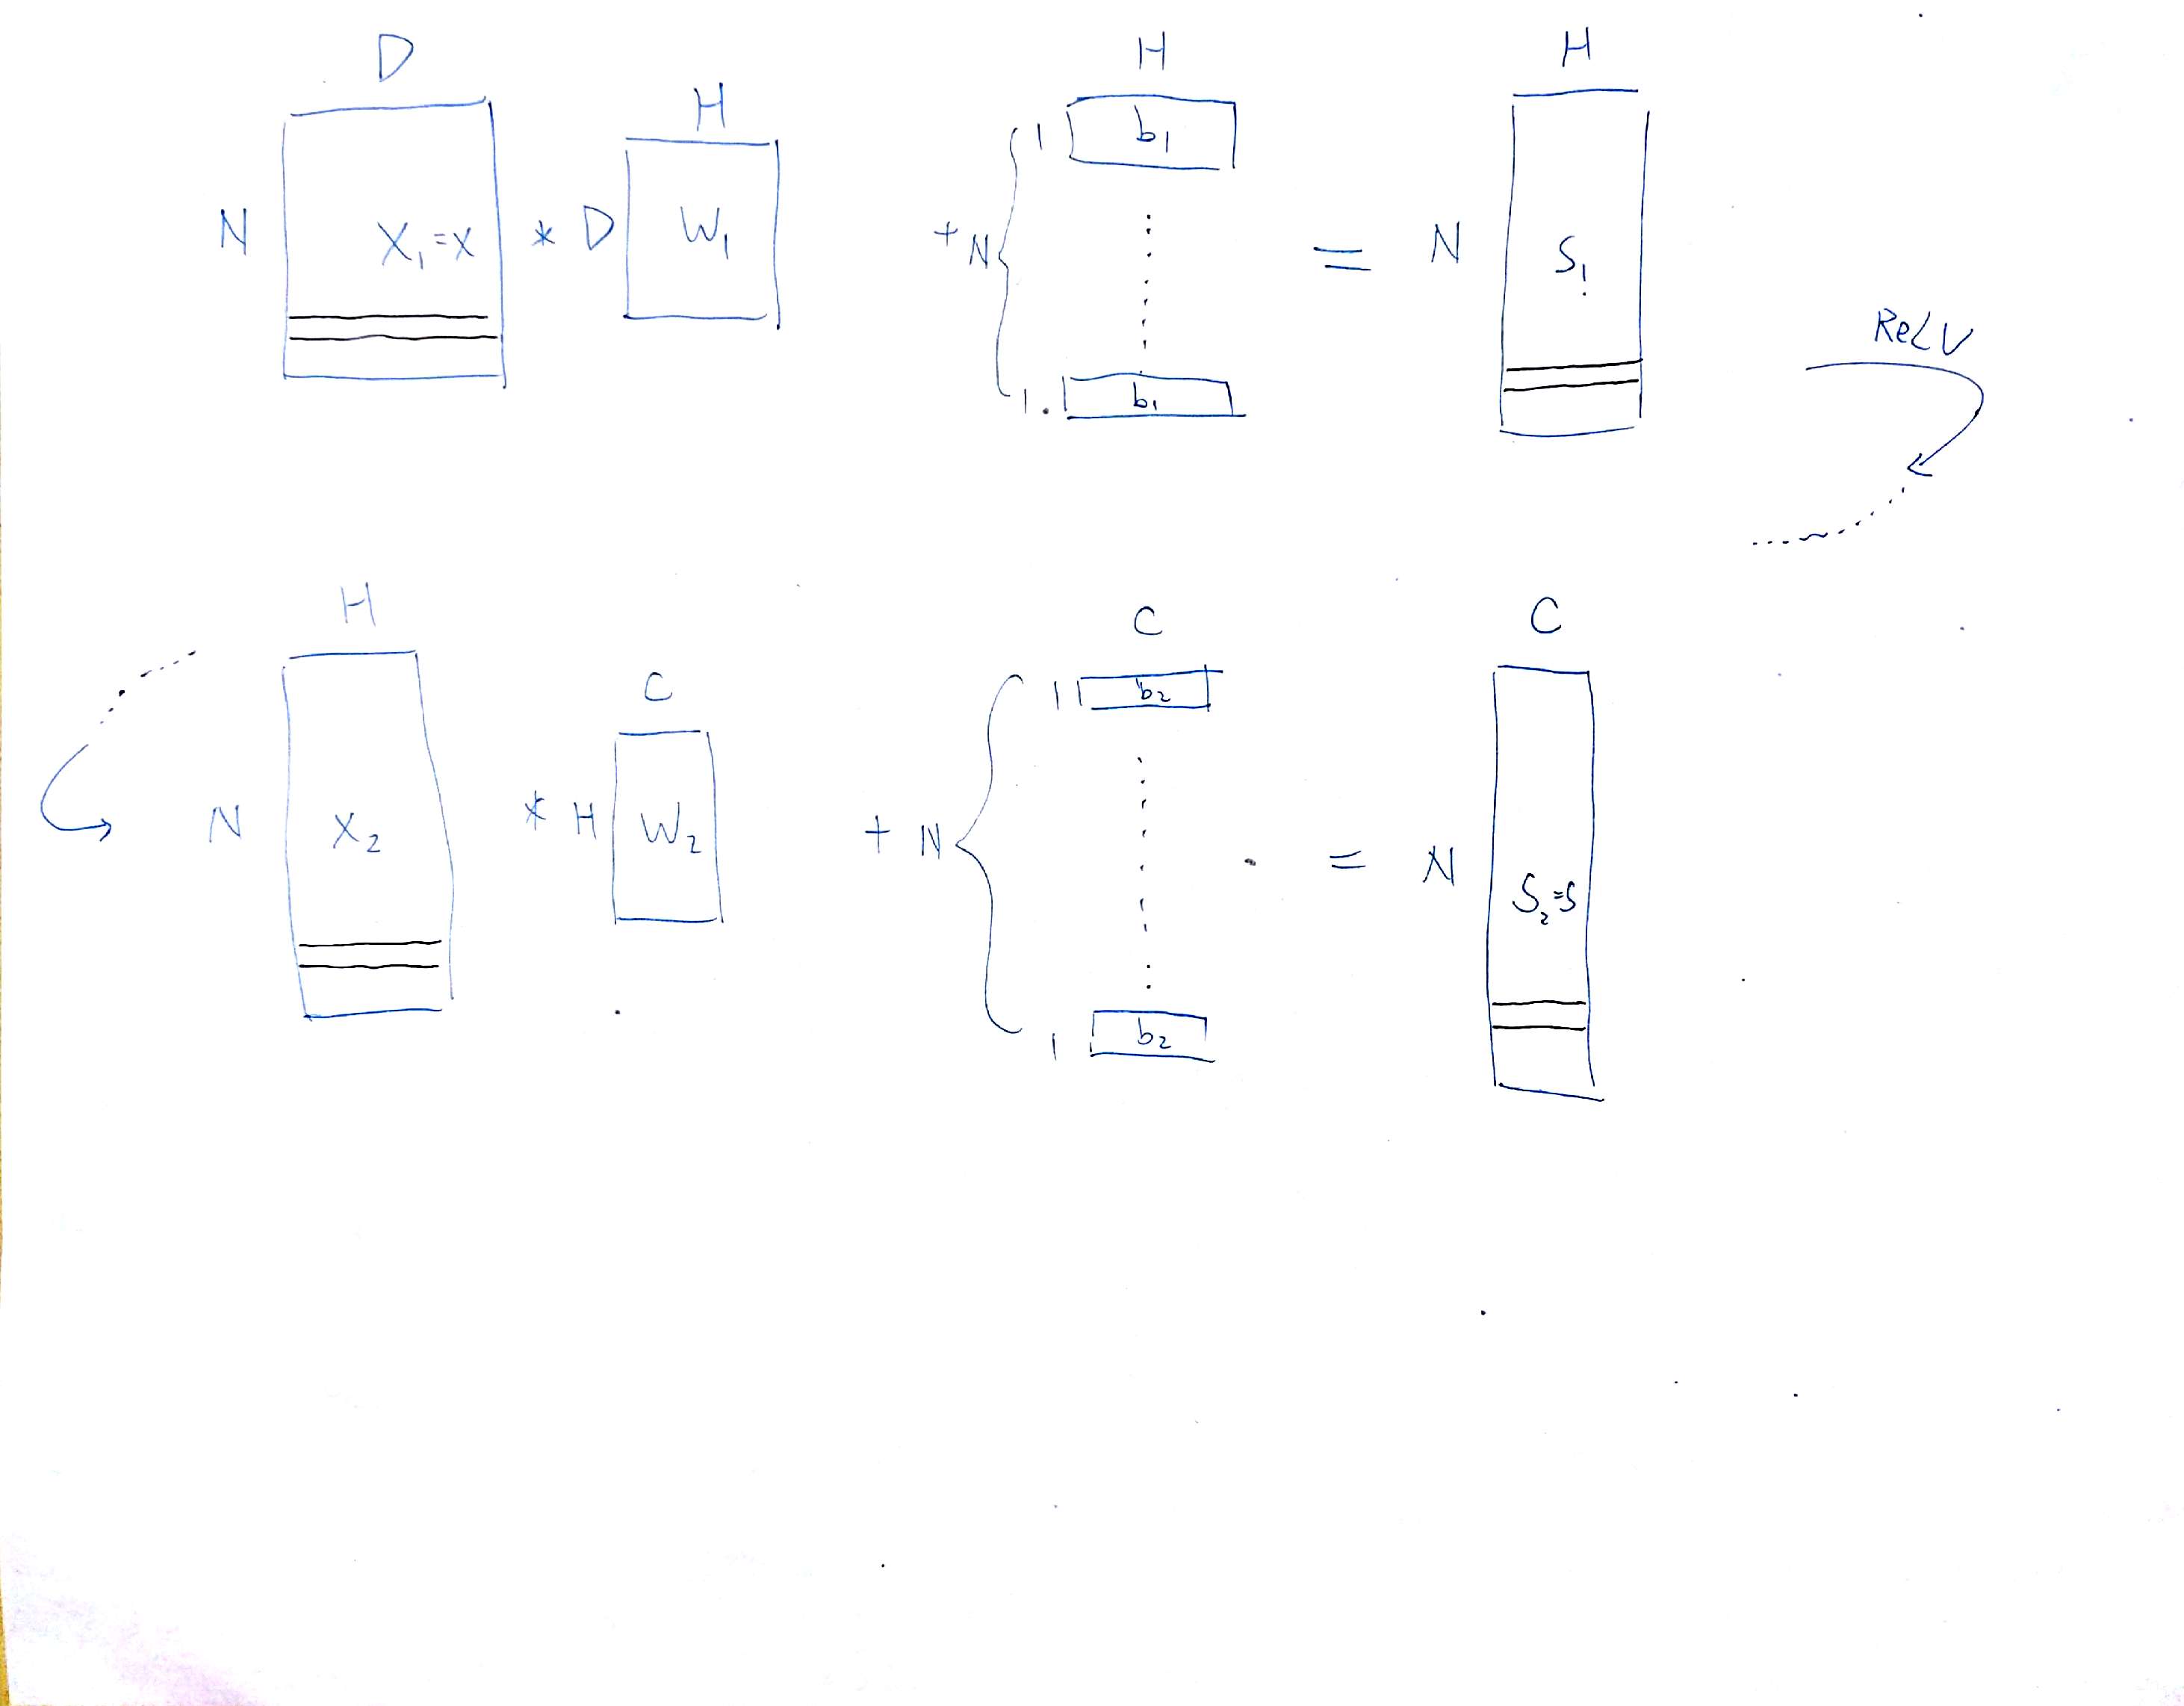 D H H H
N X₁=X * D W₁ +N 1 b₁ = N S₁
1 b₁
ReLU
H C C C
N X₂ * H W₂ + N 1 b₂ = N S₂=S
1 b₂